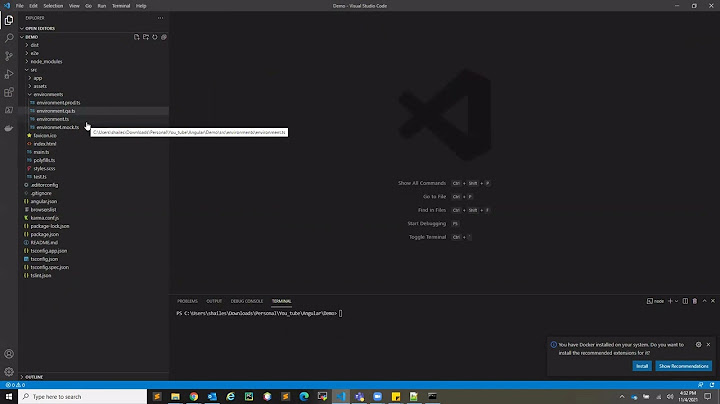 File Edit Selection View Go Run Terminal Help
Demo - Visual Studio Code
EXPLORER
OPEN EDITORS
DEMO
dist
e2e
node_modules
src
app
assets
environments
environment.prod.ts
environment.qa.ts
environment.ts
environmet.mock.ts
C:\Users\shailes\Downloads\Personal\You_tube\Angular\Demo\src\environments\environment.ts
favicon.ico
index.html
main.ts
polyfills.ts
styles.scss
test.ts
.editorconfig
.gitignore
angular.json
browserslist
karma.conf.js
package-lock.json
package.json
README.md
tsconfig.app.json
tsconfig.json
tsconfig.spec.json
tslint.json
OUTLINE
Show All Commands Ctrl + Shift + P
Go to File Ctrl + P
Find in Files Ctrl + Shift + F
Start Debugging F5
Toggle Terminal Ctrl + `
PROBLEMS OUTPUT DEBUG CONSOLE TERMINAL
node
PS C:\Users\shailes\Downloads\Personal\You_tube\Angular\Demo>
You have Docker installed on your system. Do you want
to install the recommended extensions for it?
Install Show Recommendations
0 0
Type here to search
4:32 PM
11/4/2021